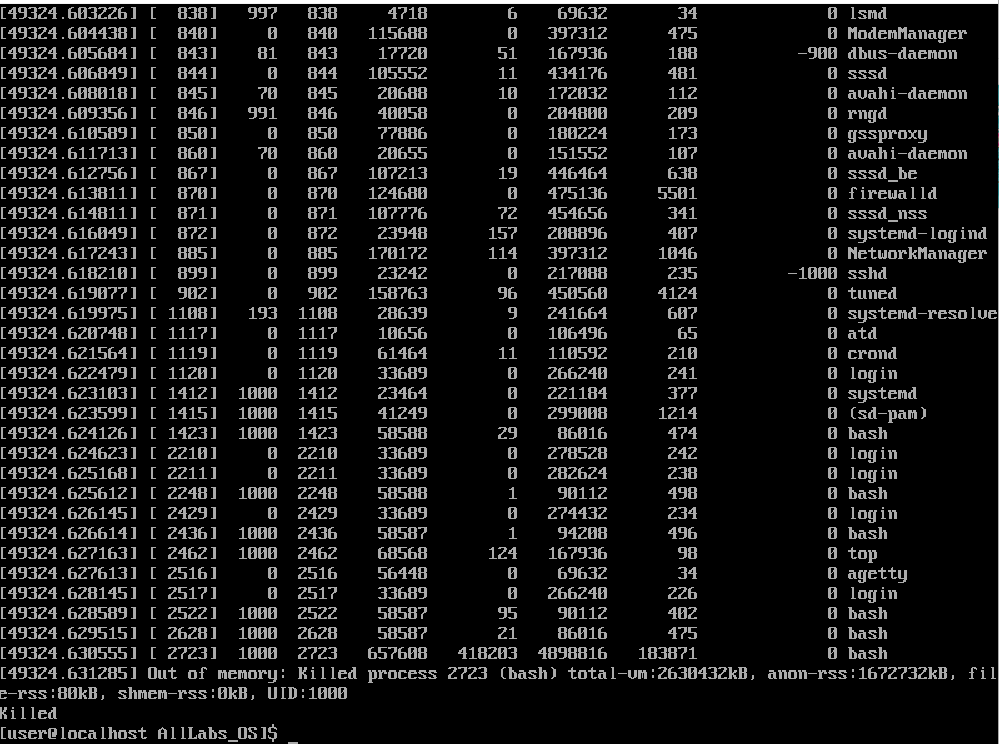 [49324.603226] [  838]   997   838     4718        6    69632       34             0 lsmd
[49324.604438] [  840]     0   840   115688        0   397312      475             0 ModemManager
[49324.605684] [  843]    81   843    17720       51   167936      188          -900 dbus-daemon
[49324.606849] [  844]     0   844   105552       11   434176      481             0 sssd
[49324.608018] [  845]    70   845    20688       10   172032      112             0 avahi-daemon
[49324.609356] [  846]   991   846    40058        0   204800      209             0 rngd
[49324.610589] [  850]     0   850    77886        0   180224      173             0 gssproxy
[49324.611713] [  860]    70   860    20655        0   151552      107             0 avahi-daemon
[49324.612756] [  867]     0   867   107213       19   446464      638             0 sssd_be
[49324.613811] [  870]     0   870   124680        0   475136     5501             0 firewalld
[49324.614811] [  871]     0   871   107776       72   454656      341             0 sssd_nss
[49324.616049] [  872]     0   872    23948      157   208896      407             0 systemd-logind
[49324.617243] [  885]     0   885   170172      114   397312     1046             0 NetworkManager
[49324.618210] [  899]     0   899    23242        0   217088      235         -1000 sshd
[49324.619077] [  902]     0   902   158763       96   450560     4124             0 tuned
[49324.619975] [ 1108]   193  1108    28639        9   241664      607             0 systemd-resolve
[49324.620748] [ 1117]     0  1117    10656        0   106496       65             0 atd
[49324.621564] [ 1119]     0  1119    61464       11   110592      210             0 crond
[49324.622479] [ 1120]     0  1120    33689        0   266240      241             0 login
[49324.623103] [ 1412]  1000  1412    23464        0   221184      377             0 systemd
[49324.623599] [ 1415]  1000  1415    41249        0   299008     1214             0 (sd-pam)
[49324.624126] [ 1423]  1000  1423    58588       29    86016      474             0 bash
[49324.624623] [ 2210]     0  2210    33689        0   278528      242             0 login
[49324.625168] [ 2211]     0  2211    33689        0   282624      238             0 login
[49324.625612] [ 2248]  1000  2248    58588        1    90112      498             0 bash
[49324.626145] [ 2429]     0  2429    33689        0   274432      234             0 login
[49324.626614] [ 2436]  1000  2436    58587        1    94208      496             0 bash
[49324.627163] [ 2462]  1000  2462    68568      124   167936       98             0 top
[49324.627613] [ 2516]     0  2516    56448        0    69632       34             0 agetty
[49324.628145] [ 2517]     0  2517    33689        0   266240      226             0 login
[49324.628589] [ 2522]  1000  2522    58587       95    90112      402             0 bash
[49324.629515] [ 2628]  1000  2628    58587       21    86016      475             0 bash
[49324.630555] [ 2723]  1000  2723   657608   418203  4898816   183871             0 bash
[49324.631285] Out of memory: Killed process 2723 (bash) total-vm:2630432kB, anon-rss:1672732kB, fil
e-rss:80kB, shmem-rss:0kB, UID:1000
Killed
[user@localhost AllLabs_OS]$ _